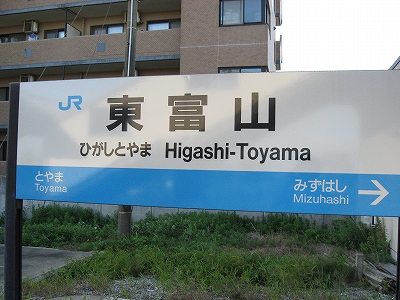 JR
東富山
ひがしとやま Higashi-Toyama
とやま みずはし →
Toyama Mizuhashi